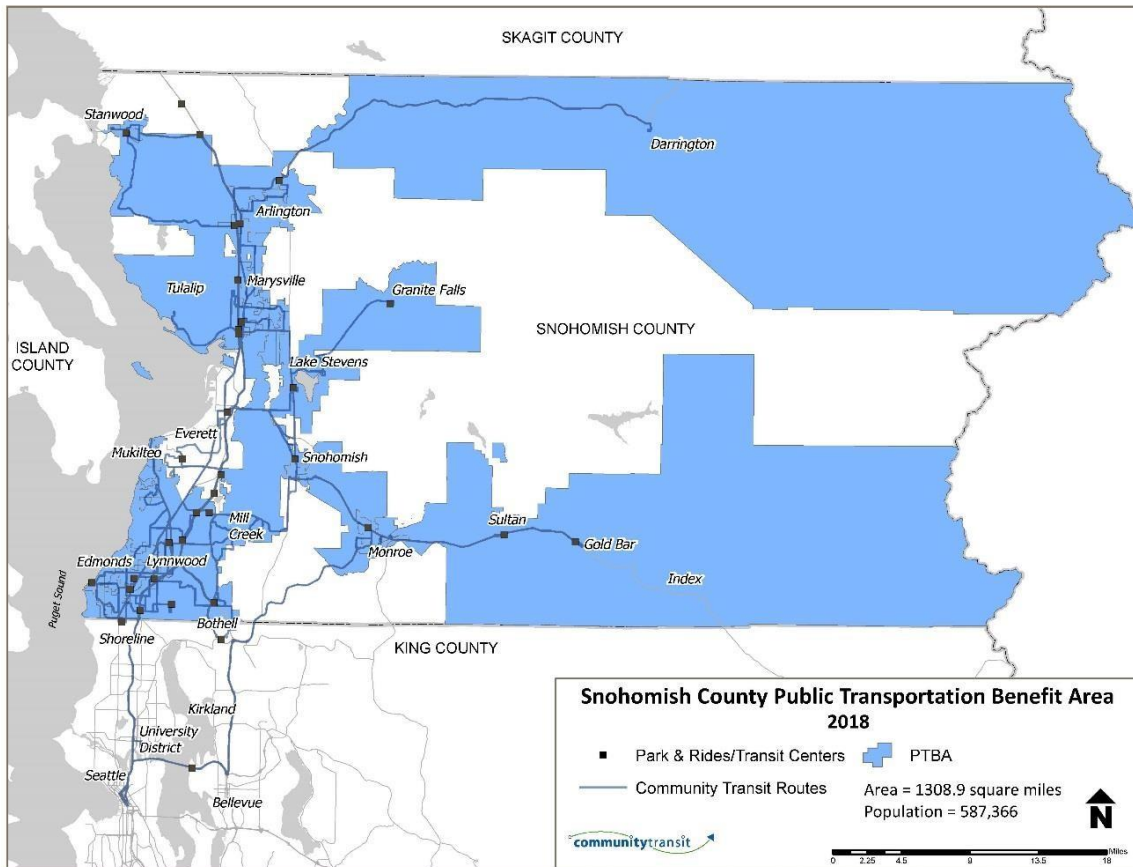 SKAGIT COUNTY
Stanwood
Darrington
Arlington
Tulalip
Marysville
Granite Falls
SNOHOMISH COUNTY
ISLAND
COUNTY
Lake Stevens
Everett
Mukilteo
Snohomish
Mill
Creek
Sultan
Edmonds
Lynnwood
Monroe
Gold Bar
Index
Puget Sound
Bothell
Shoreline
KING COUNTY
Kirkland
University
District
Seattle
Bellevue
Snohomish County Public Transportation Benefit Area
2018
Park & Rides/Transit Centers
PTBA
Community Transit Routes
Area = 1308.9 square miles
Population = 587,366
communitytransit
N
Miles
0 2.25 4.5 9 13.5 18